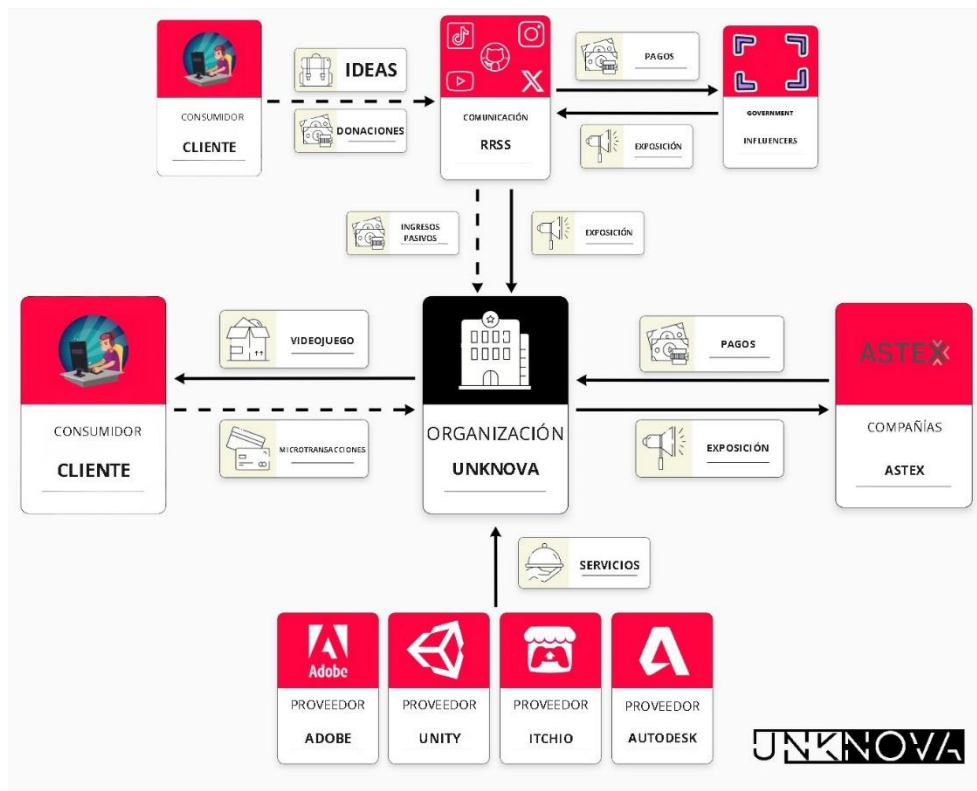 IDEAS
PAGOS
CONSUMIDOR
CLIENTE
DONACIONES
COMUNICACIÓN
RRSS
GOVERNMENT
INFLUENCERS
EXPOSICIÓN
INGRESOS
PASIVOS
EXPOSICIÓN
VIDEOJUEGO
PAGOS
ASTEX
CONSUMIDOR
CLIENTE
MICROTRANSACCIONES
ORGANIZACIÓN
UNKNOVA
EXPOSICIÓN
COMPAÑÍAS
ASTEX
SERVICIOS
Adobe
PROVEEDOR
ADOBE
PROVEEDOR
UNITY
PROVEEDOR
ITCHIO
PROVEEDOR
AUTODESK
UNKNOVA